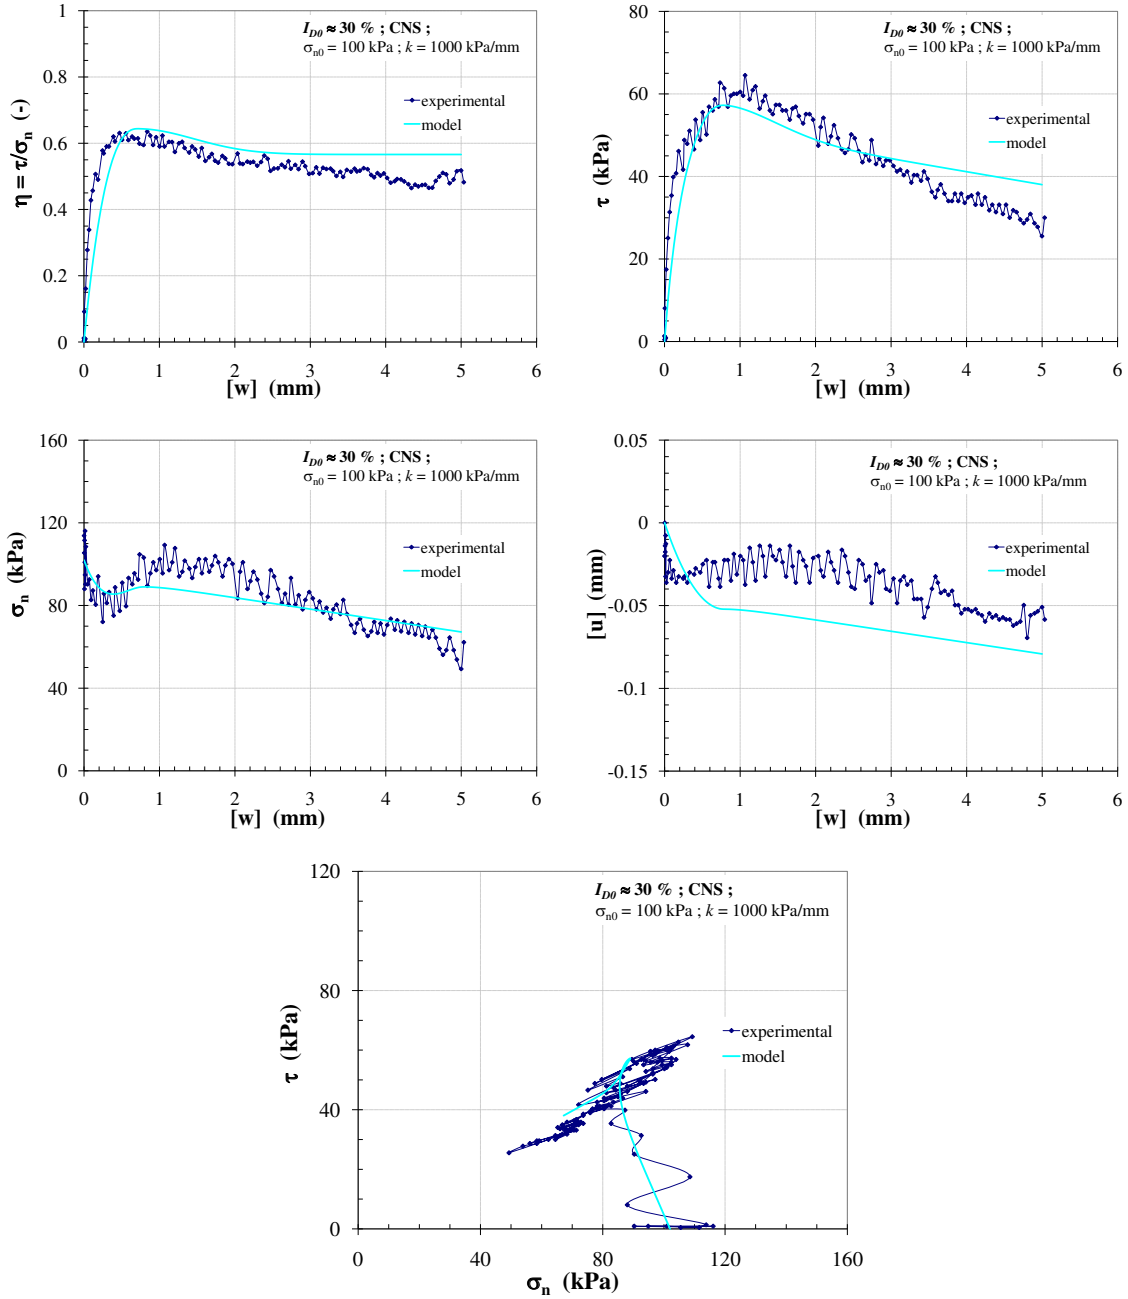 I_D0 ≈ 30 % ; CNS ;
σ_n0 = 100 kPa ; k = 1000 kPa/mm
1
0.8
0.6
0.4
0.2
0
η = τ/σ_n (-)
experimental
model
0 1 2 3 4 5 6
[w] (mm)
I_D0 ≈ 30 % ; CNS ;
σ_n0 = 100 kPa ; k = 1000 kPa/mm
80
60
40
20
0
τ (kPa)
experimental
model
0 1 2 3 4 5 6
[w] (mm)
I_D0 ≈ 30 % ; CNS ;
σ_n0 = 100 kPa ; k = 1000 kPa/mm
160
120
80
40
0
σ_n (kPa)
experimental
model
0 1 2 3 4 5 6
[w] (mm)
I_D0 ≈ 30 % ; CNS ;
σ_n0 = 100 kPa ; k = 1000 kPa/mm
0.05
0
-0.05
-0.1
-0.15
[u] (mm)
experimental
model
0 1 2 3 4 5 6
[w] (mm)
I_D0 ≈ 30 % ; CNS ;
σ_n0 = 100 kPa ; k = 1000 kPa/mm
120
80
40
0
τ (kPa)
experimental
model
0 40 80 120 160
σ_n (kPa)